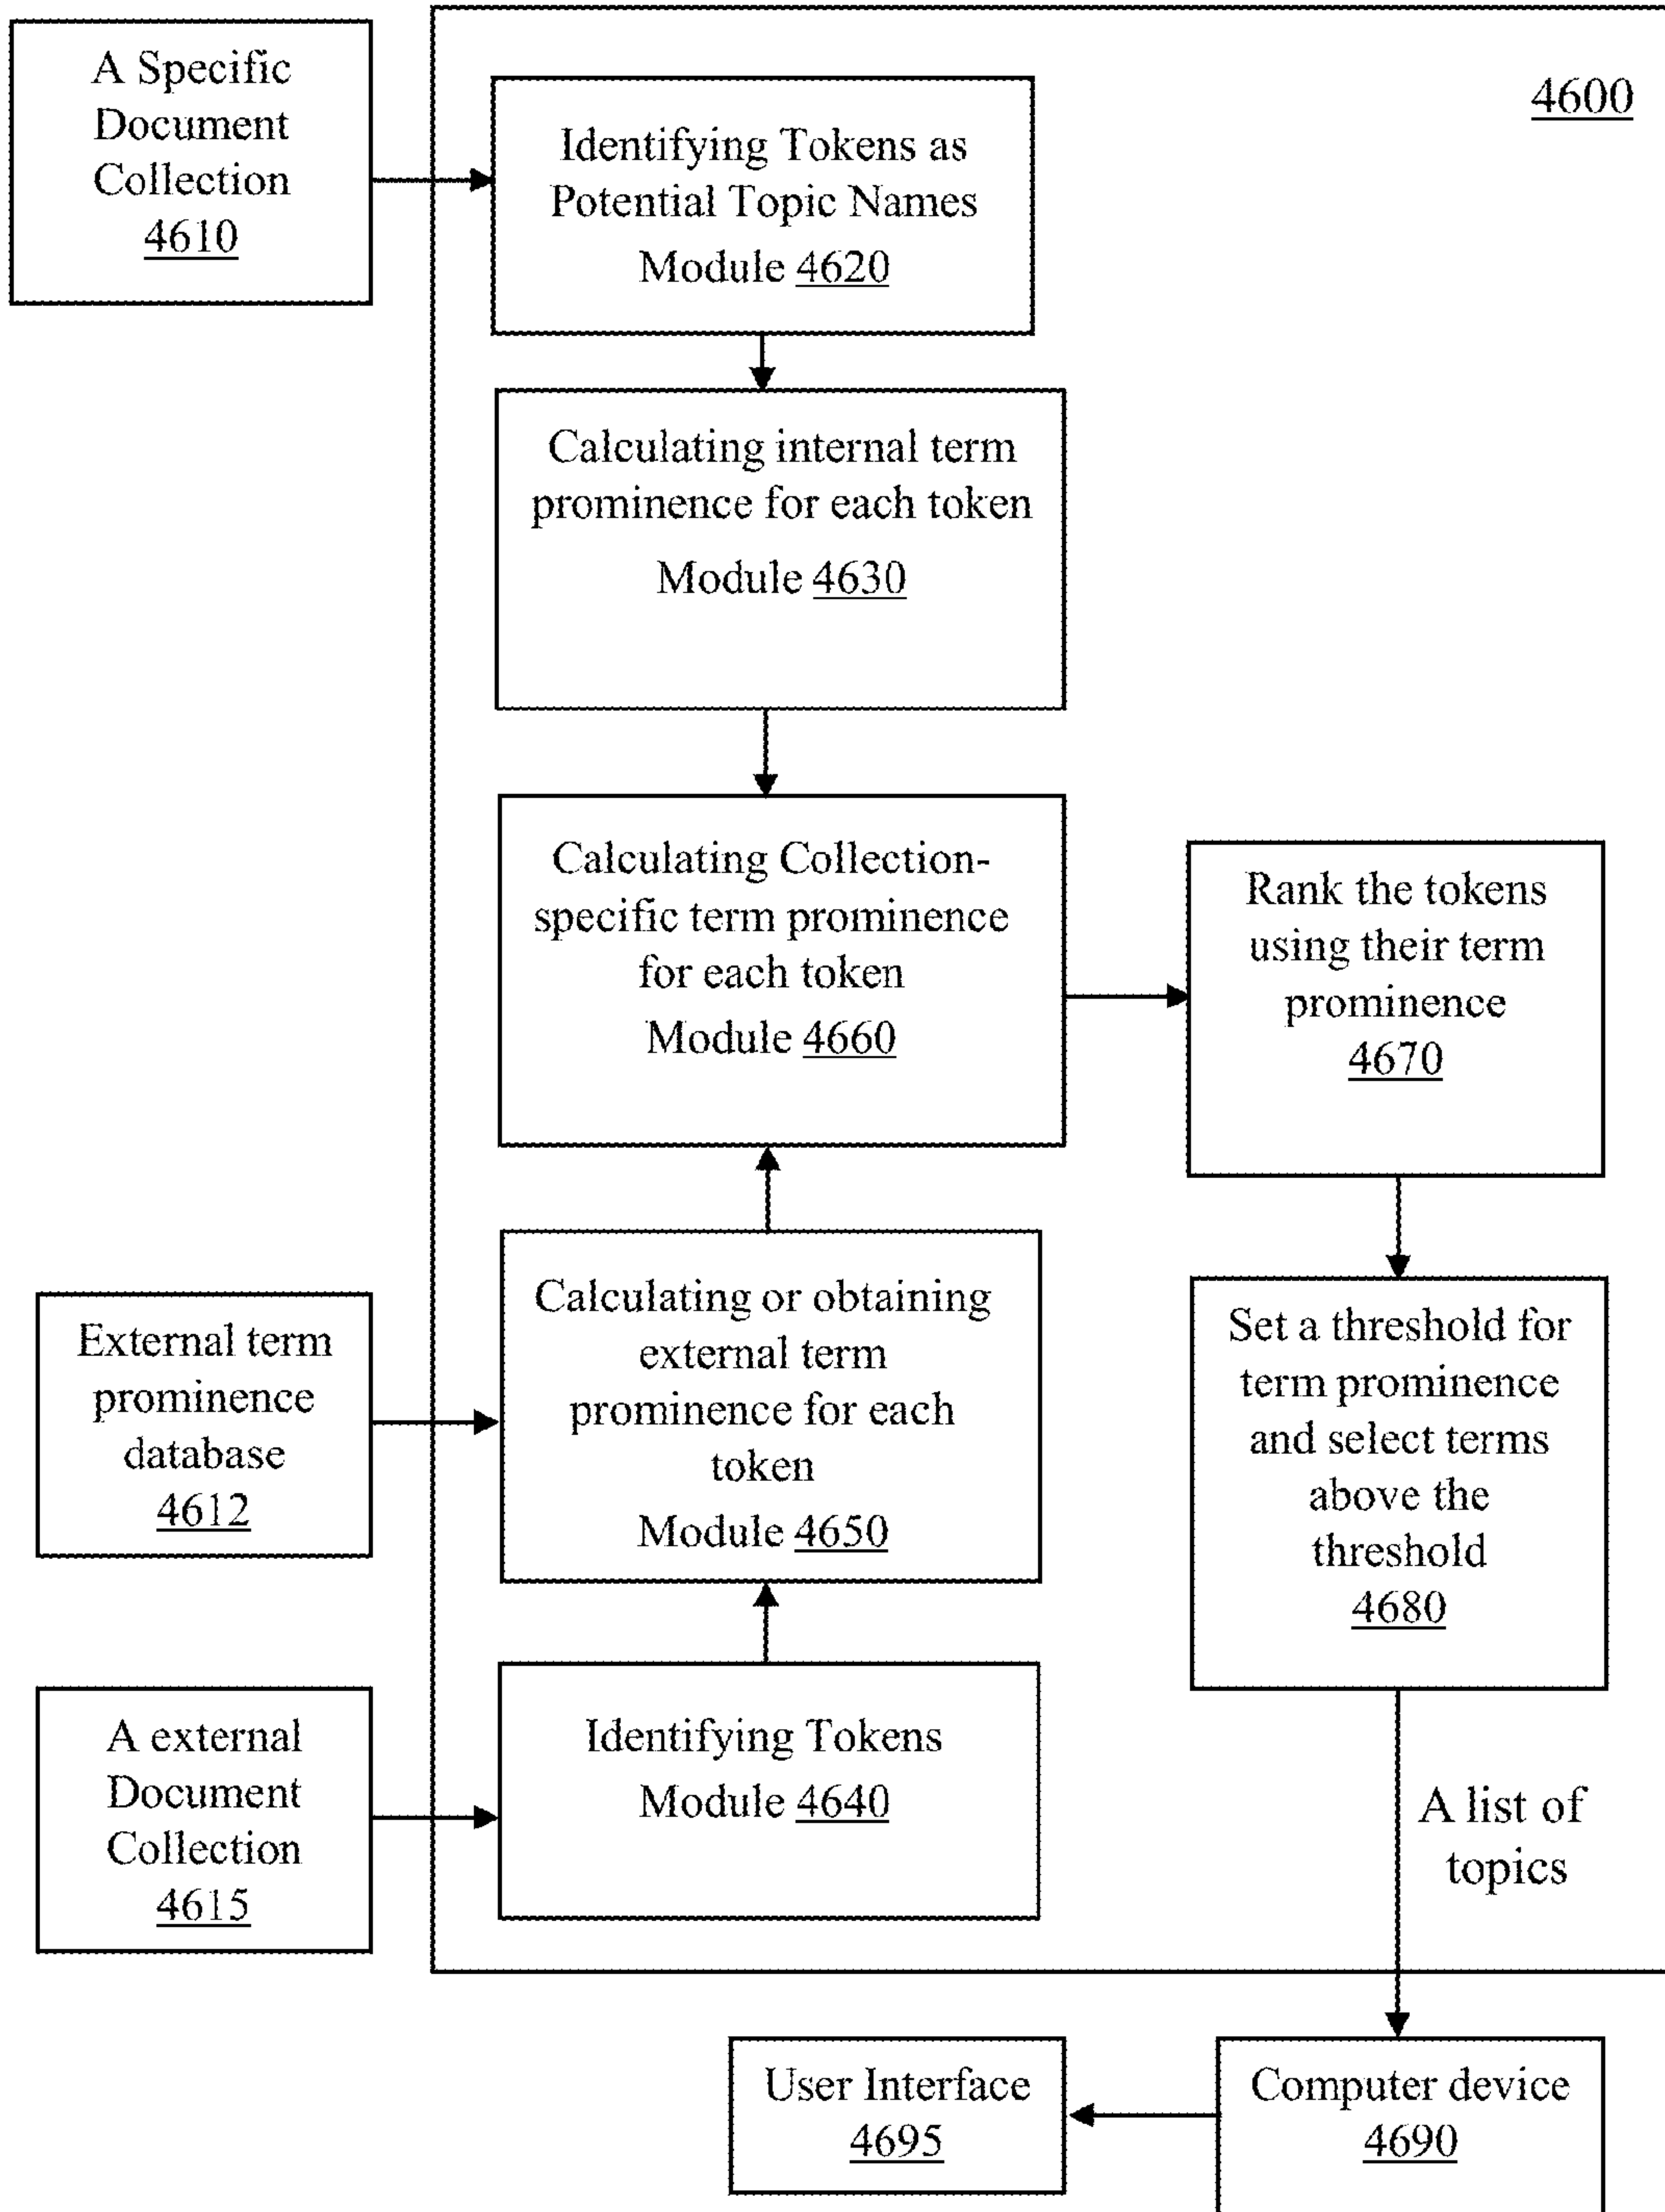 A Specific
Document
Collection
4610
4600
Identifying Tokens as
Potential Topic Names
Module 4620
Calculating internal term
prominence for each token
Module 4630
Calculating Collection-
specific term prominence
for each token
Module 4660
Rank the tokens
using their term
prominence
4670
External term
prominence
database
4612
Calculating or obtaining
external term
prominence for each
token
Module 4650
Set a threshold for
term prominence
and select terms
above the
threshold
4680
A external
Document
Collection
4615
Identifying Tokens
Module 4640
A list of
topics
User Interface
4695
Computer device
4690